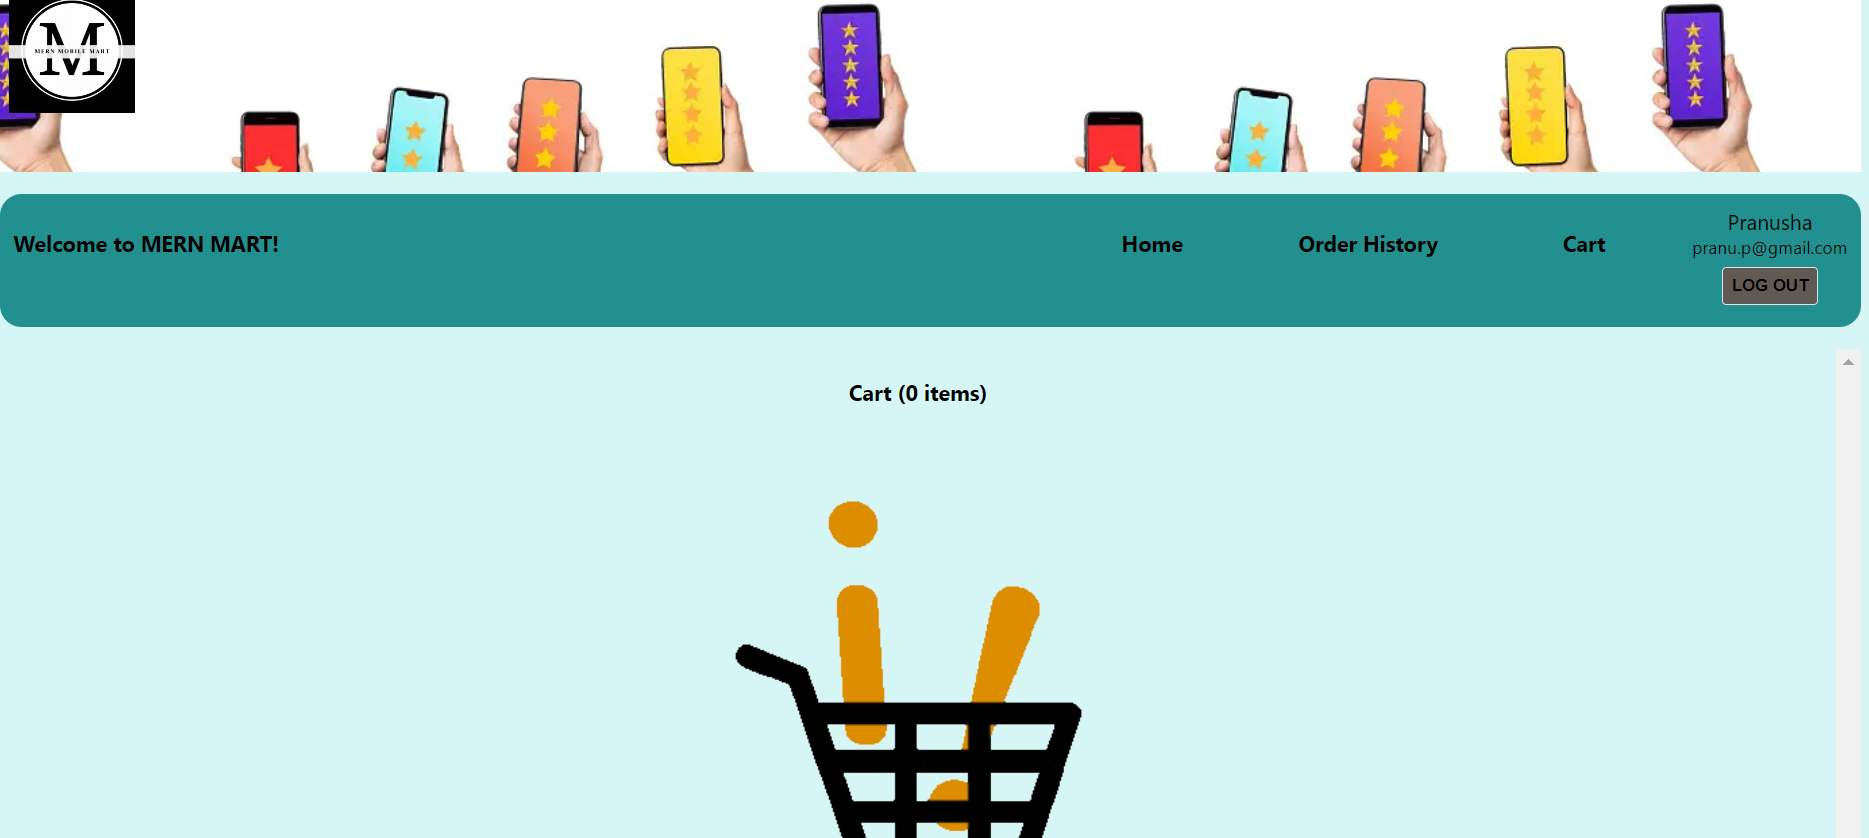 M
MERN MOBILE MART
Welcome to MERN MART!
Home
Order History
Cart
Pranusha
pranu.p@gmail.com
LOG OUT
Cart (0 items)